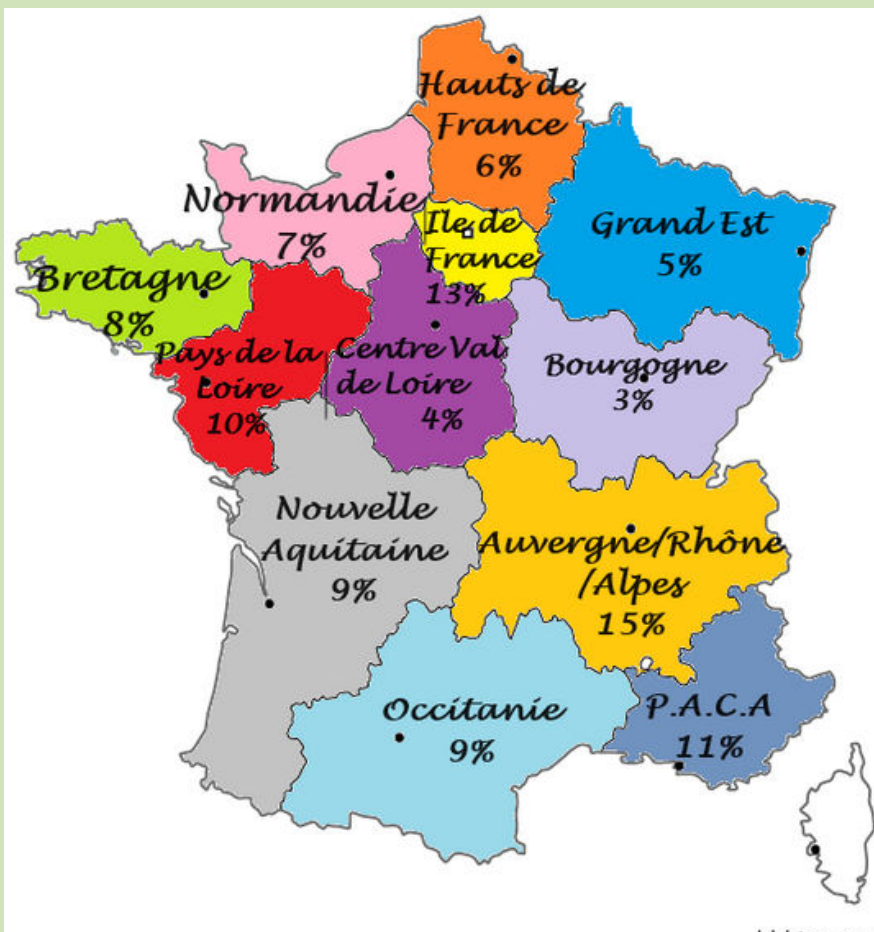 Hauts de
France
6%
Normandie
7%
Ile de
France
13%
Grand Est
5%
Bretagne
8%
Pays de la
Loire
10%
Centre Val
de Loire
4%
Bourgogne
3%
Nouvelle
Aquitaine
9%
Auvergne/Rhône
/Alpes
15%
Occitanie
9%
P.A.C.A
11%